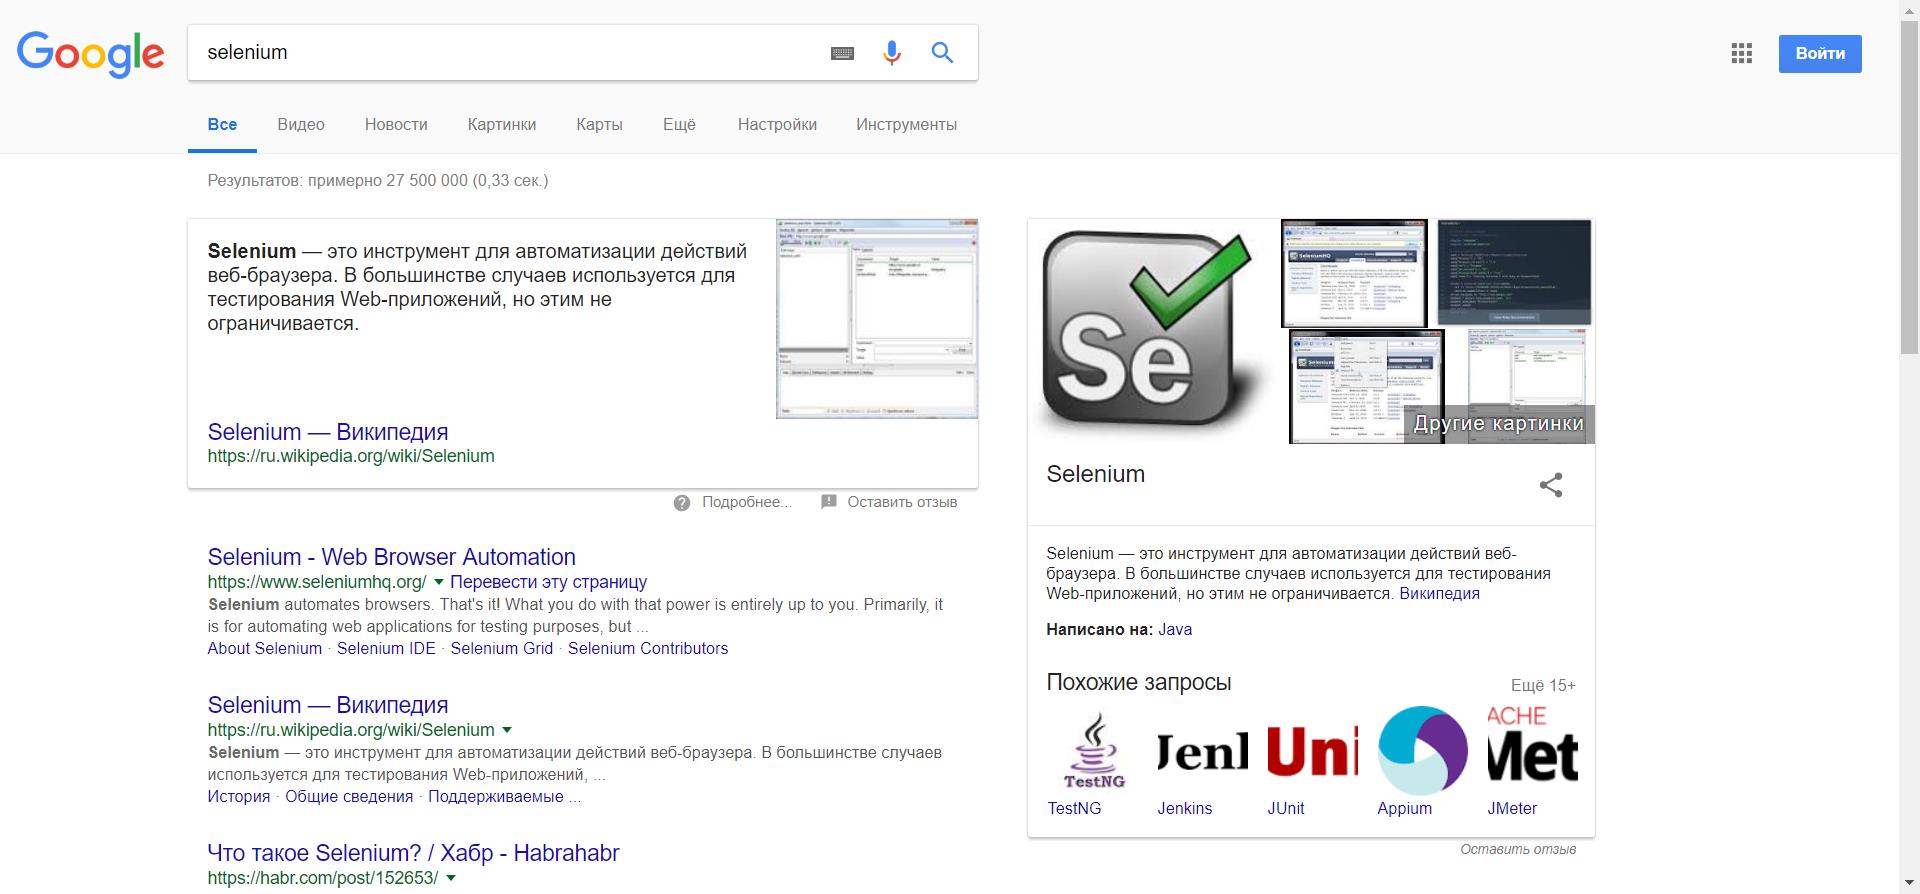 Google
selenium
Войти
Все Видео Новости Картинки Карты Ещё Настройки Инструменты
Результатов: примерно 27 500 000 (0,33 сек.)
Selenium — это инструмент для автоматизации действий
веб-браузера. В большинстве случаев используется для
тестирования Web-приложений, но этим не
ограничивается.
Selenium — Википедия
https://ru.wikipedia.org/wiki/Selenium
Подробнее... Оставить отзыв
Selenium - Web Browser Automation
https://www.seleniumhq.org/ Перевести эту страницу
Selenium automates browsers. That's it! What you do with that power is entirely up to you. Primarily, it
is for automating web applications for testing purposes, but ...
About Selenium · Selenium IDE · Selenium Grid · Selenium Contributors
Selenium — Википедия
https://ru.wikipedia.org/wiki/Selenium
Selenium — это инструмент для автоматизации действий веб-браузера. В большинстве случаев
используется для тестирования Web-приложений, ...
История · Общие сведения · Поддерживаемые ...
Что такое Selenium? / Хабр - Habrahabr
https://habr.com/post/152653/
Se
Другие картинки
Selenium
Selenium — это инструмент для автоматизации действий веб-
браузера. В большинстве случаев используется для тестирования
Web-приложений, но этим не ограничивается. Википедия
Написано на: Java
Похожие запросы
Ещё 15+
TestNG Jenl Uni ACHE
Met
TestNG Jenkins JUnit Appium JMeter
Оставить отзыв